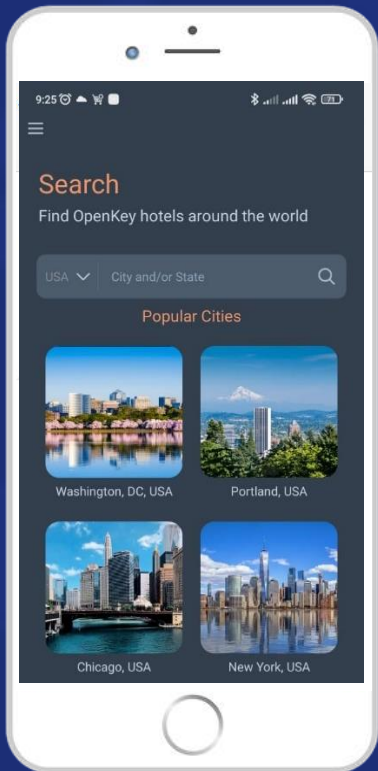 9:25
71
Search
Find OpenKey hotels around the world
USA City and/or State
Popular Cities
Washington, DC, USA
Portland, USA
Chicago, USA
New York, USA